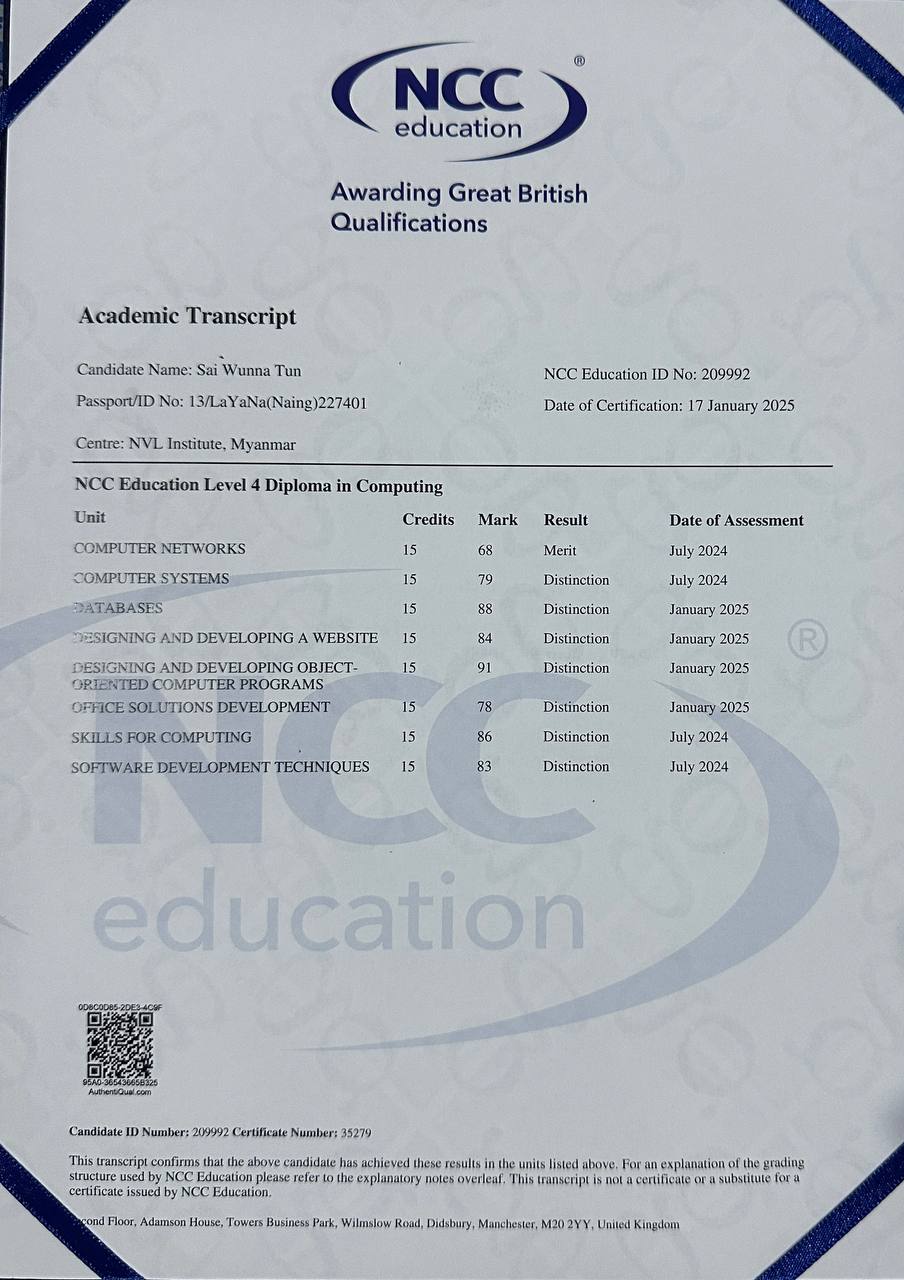 NCC
education
®
Awarding Great British
Qualifications
Academic Transcript
Candidate Name: Sai Wunna Tun
NCC Education ID No: 209992
Passport/ID No: 13/LaYaNa(Naing)227401
Date of Certification: 17 January 2025
Centre: NVL Institute, Myanmar
NCC Education Level 4 Diploma in Computing
Unit Credits Mark Result Date of Assessment
COMPUTER NETWORKS 15 68 Merit July 2024
COMPUTER SYSTEMS 15 79 Distinction July 2024
DATABASES 15 88 Distinction January 2025
DESIGNING AND DEVELOPING A WEBSITE 15 84 Distinction January 2025
DESIGNING AND DEVELOPING OBJECT- 15 91 Distinction January 2025
ORIENTED COMPUTER PROGRAMS
OFFICE SOLUTIONS DEVELOPMENT 15 78 Distinction January 2025
SKILLS FOR COMPUTING 15 86 Distinction July 2024
SOFTWARE DEVELOPMENT TECHNIQUES 15 83 Distinction July 2024
NCC
education
®
0D8C0D85-2DE3-4C9F
95A0-36543665B325
AuthentiQual.com
Candidate ID Number: 209992 Certificate Number: 35279
This transcript confirms that the above candidate has achieved these results in the units listed above. For an explanation of the grading
structure used by NCC Education please refer to the explanatory notes overleaf. This transcript is not a certificate or a substitute for a
certificate issued by NCC Education.
cond Floor, Adamson House, Towers Business Park, Wilmslow Road, Didsbury, Manchester, M20 2YY, United Kingdom